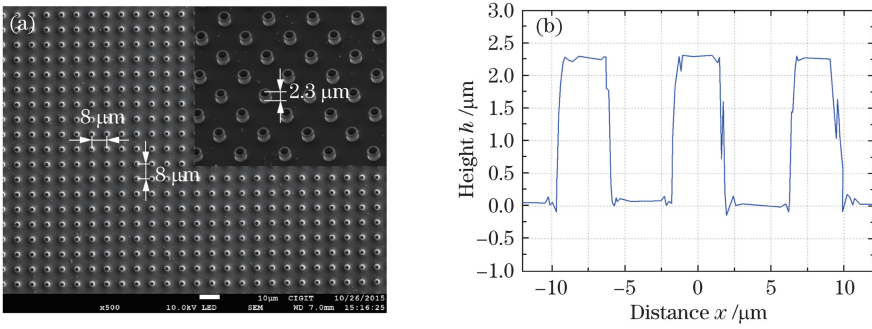 (a)
2.3 μm
8 μm
8 μm
10μm CIGIT 10/26/2015
x500 10.0kV LED SEM WD 7.0mm 15:16:25
(b)
3.0
2.5
2.0
1.5
1.0
0.5
0.0
−0.5
−1.0
Height h /μm
−10 −5 0 5 10
Distance x /μm